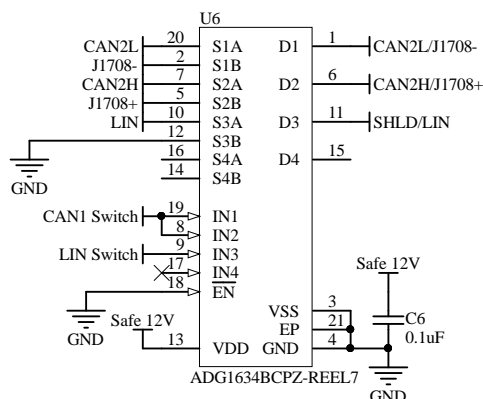 U6
CAN2L 20 S1A D1 1 CAN2L/J1708-
J1708- 2 S1B
CAN2H 7 S2A D2 6 CAN2H/J1708+
J1708+ 5 S2B
LIN 10 S3A D3 11 SHLD/LIN
12 S3B
16 S4A D4 15
14 S4B
GND
CAN1 Switch 19 IN1
8 IN2
LIN Switch 9 IN3
17 IN4
18 EN
Safe 12V
GND
Safe 12V
VSS 3
EP 21
C6
0.1uF
13 VDD GND 4
ADG1634BCPZ-REEL7
GND